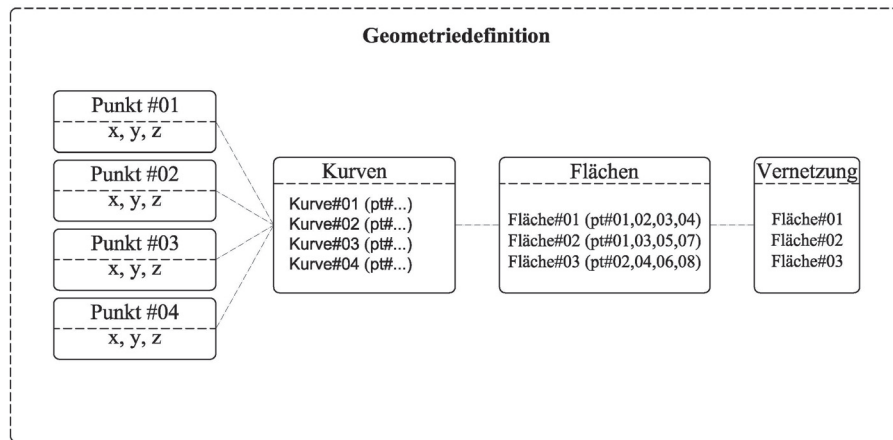 Geometriedefinition
Punkt #01
x, y, z
Punkt #02
x, y, z
Punkt #03
x, y, z
Punkt #04
x, y, z
Kurven
Kurve#01 (pt#...)
Kurve#02 (pt#...)
Kurve#03 (pt#...)
Kurve#04 (pt#...)
Flächen
Fläche#01 (pt#01,02,03,04)
Fläche#02 (pt#01,03,05,07)
Fläche#03 (pt#02,04,06,08)
Vernetzung
Fläche#01
Fläche#02
Fläche#03